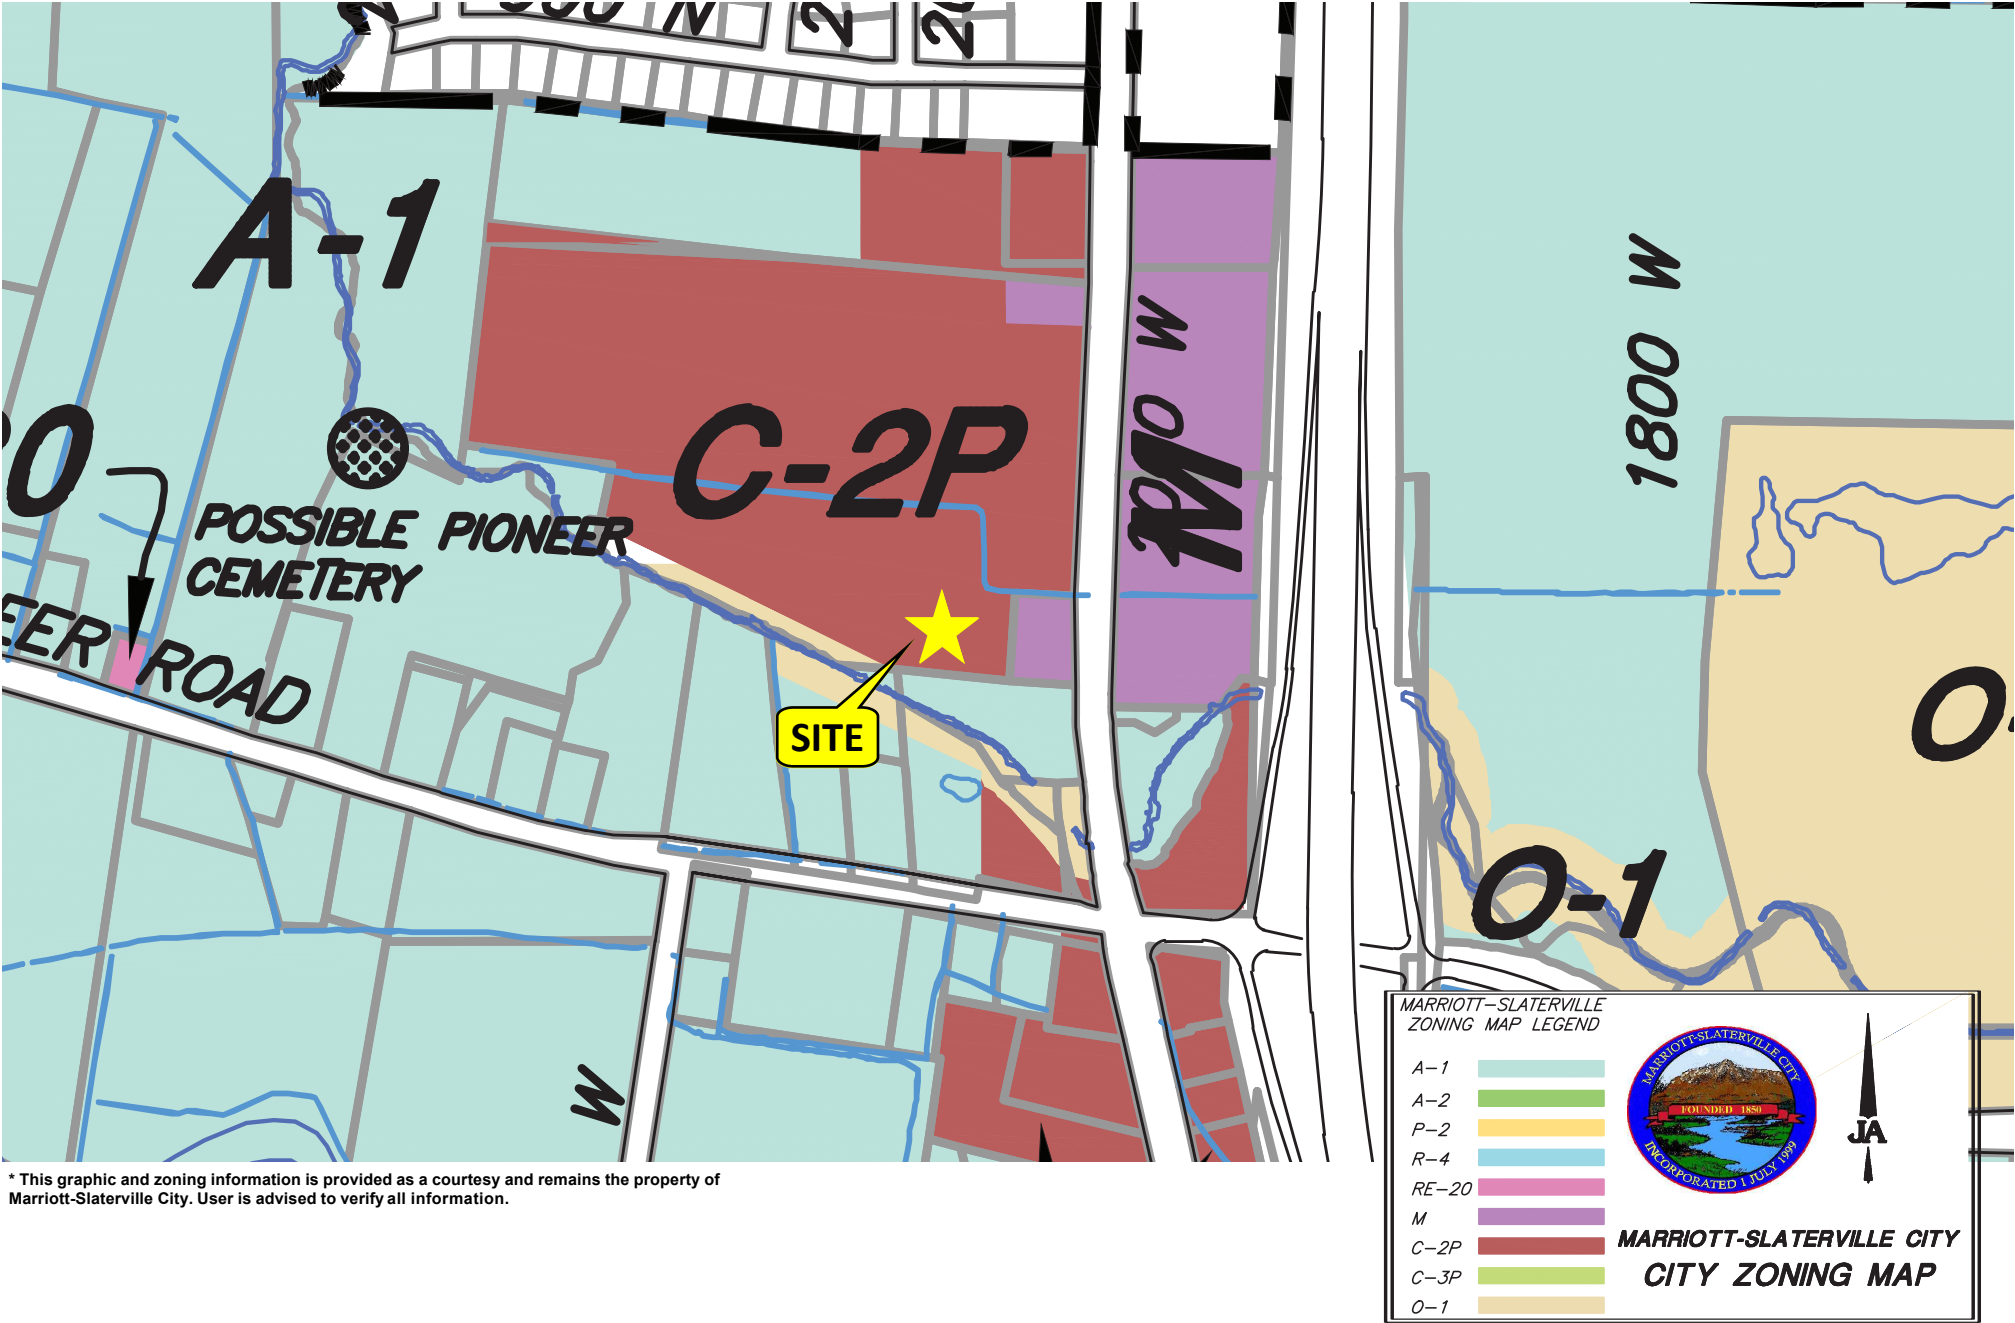 N
A-1
1800 W
W
C-2P
M
POSSIBLE PIONEER
CEMETERY
ROAD
SITE
O-1
W
MARRIOTT-SLATERVILLE
ZONING MAP LEGEND
A-1
A-2
P-2
R-4
RE-20
M
C-2P
C-3P
O-1
MARRIOTT-SLATERVILLE CITY
FOUNDED 1850
INCORPORATED 1 JULY 1999
JA
MARRIOTT-SLATERVILLE CITY
CITY ZONING MAP
* This graphic and zoning information is provided as a courtesy and remains the property of
Marriott-Slaterville City. User is advised to verify all information.